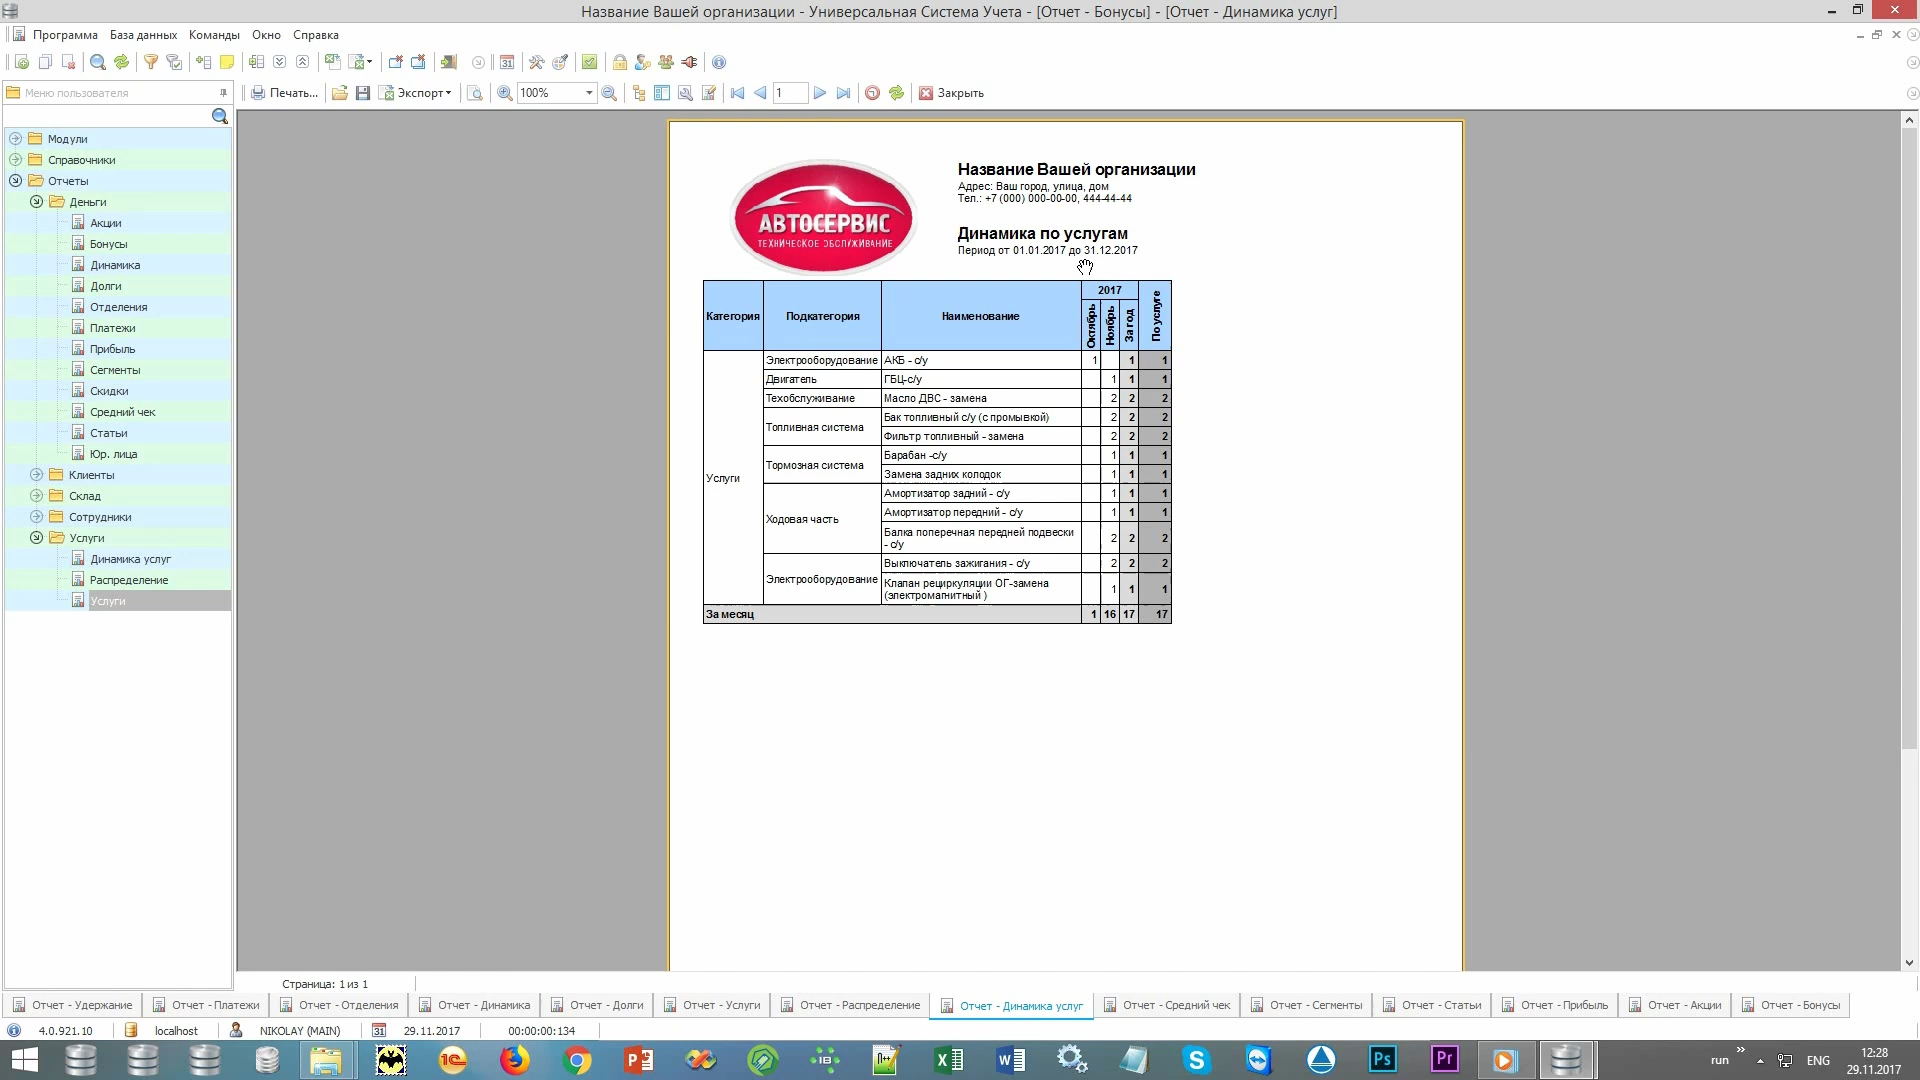 Название Вашей организации - Универсальная Система Учета - [Отчет - Бонусы] - [Отчет - Динамика услуг]
Программа База данных Команды Окно Справка
31
Меню пользователя
Печать... Экспорт 100% 1 Закрыть
Модули
Справочники
Отчеты
Деньги
Акции
Бонусы
Динамика
Долги
Отделения
Платежи
Прибыль
Сегменты
Скидки
Средний чек
Статьи
Юр. лица
Клиенты
Склад
Сотрудники
Услуги
Динамика услуг
Распределение
Услуги
АВТОСЕРВИС
ТЕХНИЧЕСКОЕ ОБСЛУЖИВАНИЕ
Название Вашей организации
Адрес: Ваш город, улица, дом
Тел.: +7 (000) 000-00-00, 444-44-44
Динамика по услугам
Период от 01.01.2017 до 31.12.2017
Категория Подкатегория Наименование 2017 Октябрь Ноябрь За год По услуге
Услуги
Электрооборудование АКБ - с/у 1 1 1
Двигатель ГБЦ-с/у 1 1 1
Техобслуживание Масло ДВС - замена 2 2 2
Топливная система Бак топливный с/у (с промывкой) 2 2 2
Фильтр топливный - замена 2 2 2
Тормозная система Барабан -с/у 1 1 1
Замена задних колодок 1 1 1
Ходовая часть Амортизатор задний - с/у 1 1 1
Амортизатор передний - с/у 1 1 1
Балка поперечная передней подвески
- с/у 2 2 2
Электрооборудование Выключатель зажигания - с/у 2 2 2
Клапан рециркуляции ОГ-замена
(электромагнитный ) 1 1 1
За месяц 1 16 17 17
Страница: 1 из 1
Отчет - Удержание Отчет - Платежи Отчет - Отделения Отчет - Динамика Отчет - Долги Отчет - Услуги Отчет - Распределение Отчет - Динамика услуг Отчет - Средний чек Отчет - Сегменты Отчет - Статьи Отчет - Прибыль Отчет - Акции Отчет - Бонусы
4.0.921.10 localhost NIKOLAY (MAIN) 31 29.11.2017 00:00:00:134
run ENG 12:28
29.11.2017